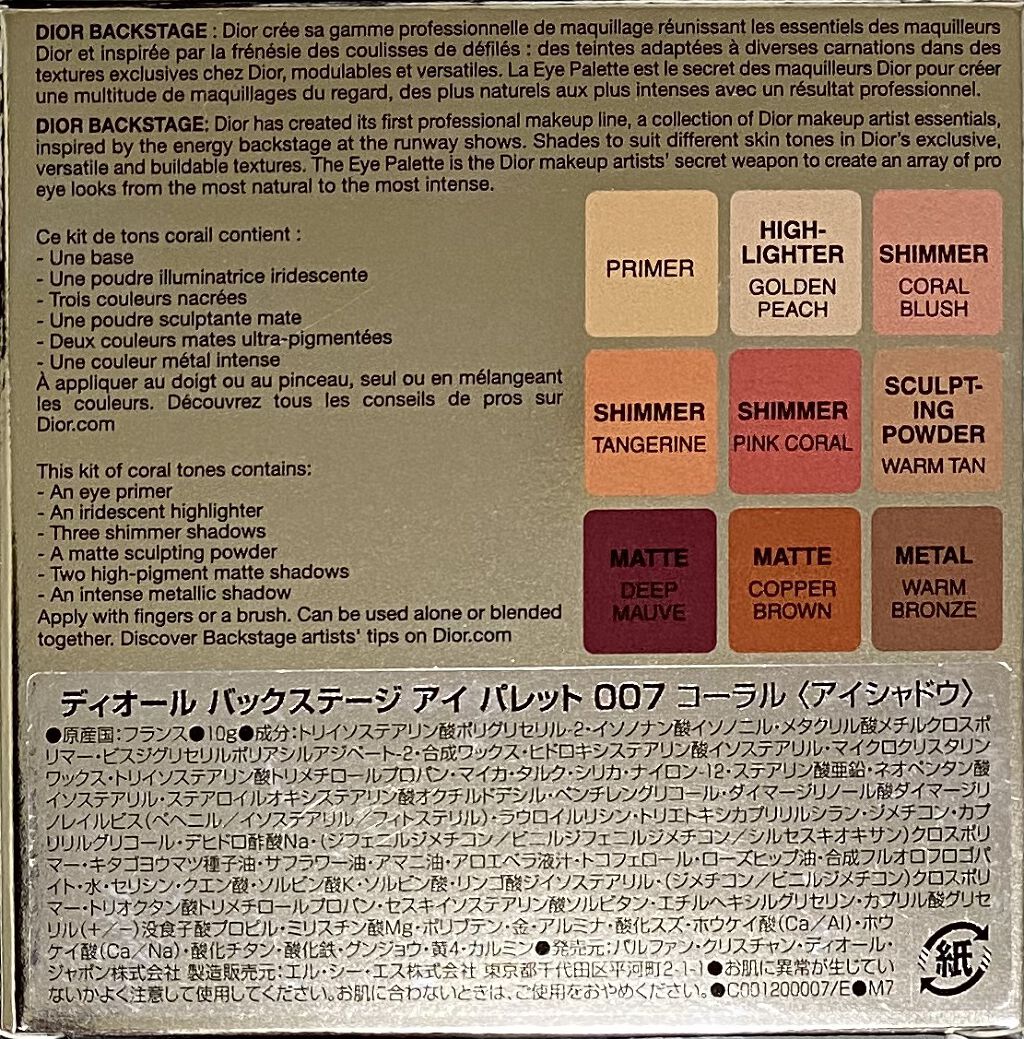 DIOR BACKSTAGE : Dior crée sa gamme professionnelle de maquillage réunissant les essentiels des maquilleurs
Dior et inspirée par la frénésie des coulisses de défilés : des teintes adaptées à diverses carnations dans des
textures exclusives chez Dior, modulables et versatiles. La Eye Palette est le secret des maquilleurs Dior pour créer
une multitude de maquillages du regard, des plus naturels aux plus intenses avec un résultat professionnel.
DIOR BACKSTAGE: Dior has created its first professional makeup line, a collection of Dior makeup artist essentials,
inspired by the energy backstage at the runway shows. Shades to suit different skin tones in Dior's exclusive,
versatile and buildable textures. The Eye Palette is the Dior makeup artists' secret weapon to create an array of pro
eye looks from the most natural to the most intense.
Ce kit de tons corail contient :
- Une base
- Une poudre illuminatrice iridescente
- Trois couleurs nacrées
- Une poudre sculptante mate
- Deux couleurs mates ultra-pigmentées
- Une couleur métal intense
À appliquer au doigt ou au pinceau, seul ou en mélangeant
les couleurs. Découvrez tous les conseils de pros sur
Dior.com
This kit of coral tones contains:
- An eye primer
- An iridescent highlighter
- Three shimmer shadows
- A matte sculpting powder
- Two high-pigment matte shadows
- An intense metallic shadow
Apply with fingers or a brush. Can be used alone or blended
together. Discover Backstage artists' tips on Dior.com
PRIMER
HIGH-
LIGHTER
GOLDEN
PEACH
SHIMMER
CORAL
BLUSH
SHIMMER
TANGERINE
SHIMMER
PINK CORAL
SCULPT-
ING
POWDER
WARM TAN
MATTE
DEEP
MAUVE
MATTE
COPPER
BROWN
METAL
WARM
BRONZE
ディオール バックステージ アイ パレット 007 コーラル〈アイシャドウ〉
●原産国:フランス●10g●成分:トリイソステアリン酸ポリグリセリル-2・イソノナン酸イソノニル・メタクリル酸メチルクロスポ
リマー・ビスジグリセリルポリアシルアジペート-2・合成ワックス・ヒドロキシステアリン酸イソステアリル・マイクロクリスタリン
ワックス・トリイソステアリン酸トリメチロールプロパン・マイカ・タルク・シリカ・ナイロン-12・ステアリン酸亜鉛・ネオペンタン酸
イソステアリル・ステアロイルオキシステアリン酸オクチルドデシル・ペンチレングリコール・ダイマージリノール酸ダイマージリ
ノレイルビス(ベヘニル/イソステアリル/フィトステリル)・ラウロイルリシン・トリエトキシカプリリルシラン・ジメチコン・カプ
リリルグリコール・デヒドロ酢酸Na・(ジフェニルジメチコン/ビニルジフェニルジメチコン/シルセスキオキサン)クロスポリ
マー・キタゴヨウマツ種子油・サフラワー油・アマニ油・アロエベラ液汁・トコフェロール・ローズヒップ油・合成フルオロフロゴパ
イト・水・セリシン・クエン酸・ソルビン酸K・ソルビン酸・リンゴ酸ジイソステアリル・(ジメチコン/ビニルジメチコン)クロスポリ
マー・トリオクタン酸トリメチロールプロパン・セスキイソステアリン酸ソルビタン・エチルヘキシルグリセリン・カプリル酸グリセ
リル(+/-)没食子酸プロピル・ミリスチン酸Mg・ポリブテン・金・アルミナ・酸化スズ・ホウケイ酸(Ca/Al)・ホウ
ケイ酸(Ca/Na)・酸化チタン・酸化鉄・グンジョウ・黄4・カルミン●発売元:パルファン・クリスチャン・ディオール・
ジャポン株式会社 製造販売元:エル・シー・エス株式会社 東京都千代田区平河町2-1-1●お肌に異常が生じてい
ないかよく注意して使用してください。お肌に合わないときは、ご使用をおやめください。●C001200007/E●M7
紙